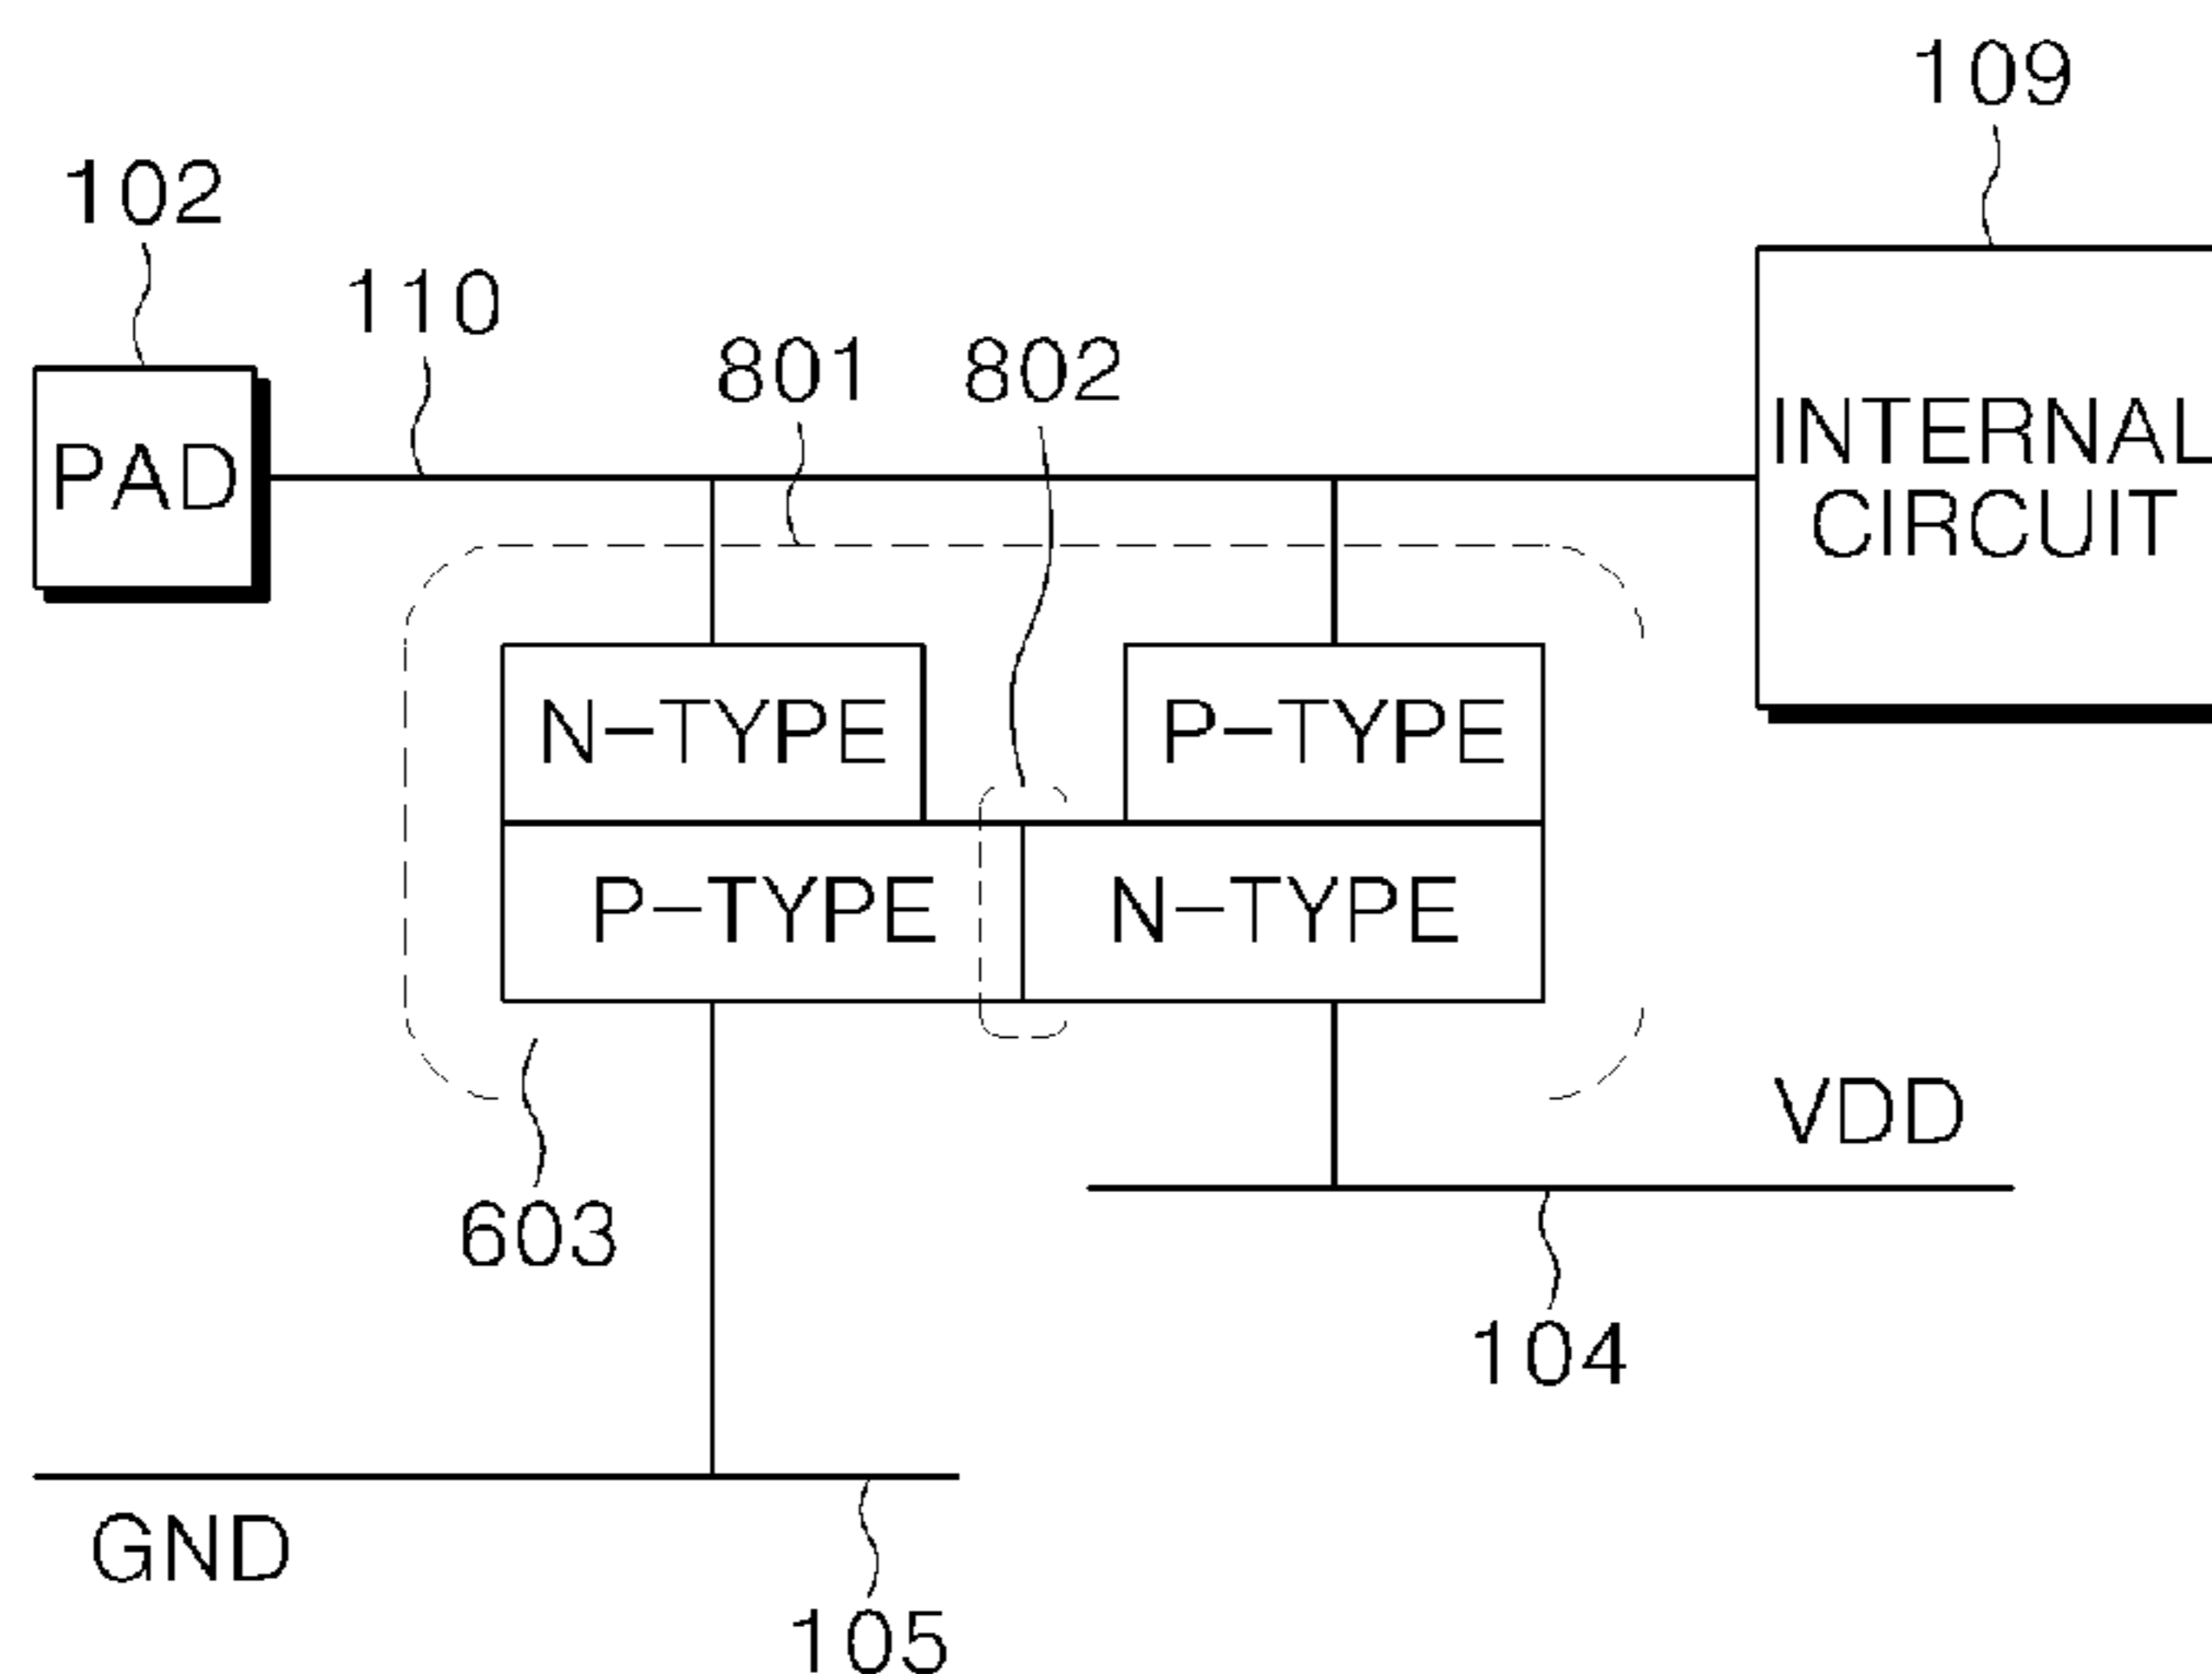 109
102
110
801 802
PAD
INTERNAL
CIRCUIT
N-TYPE P-TYPE
P-TYPE N-TYPE
VDD
603
104
GND
105